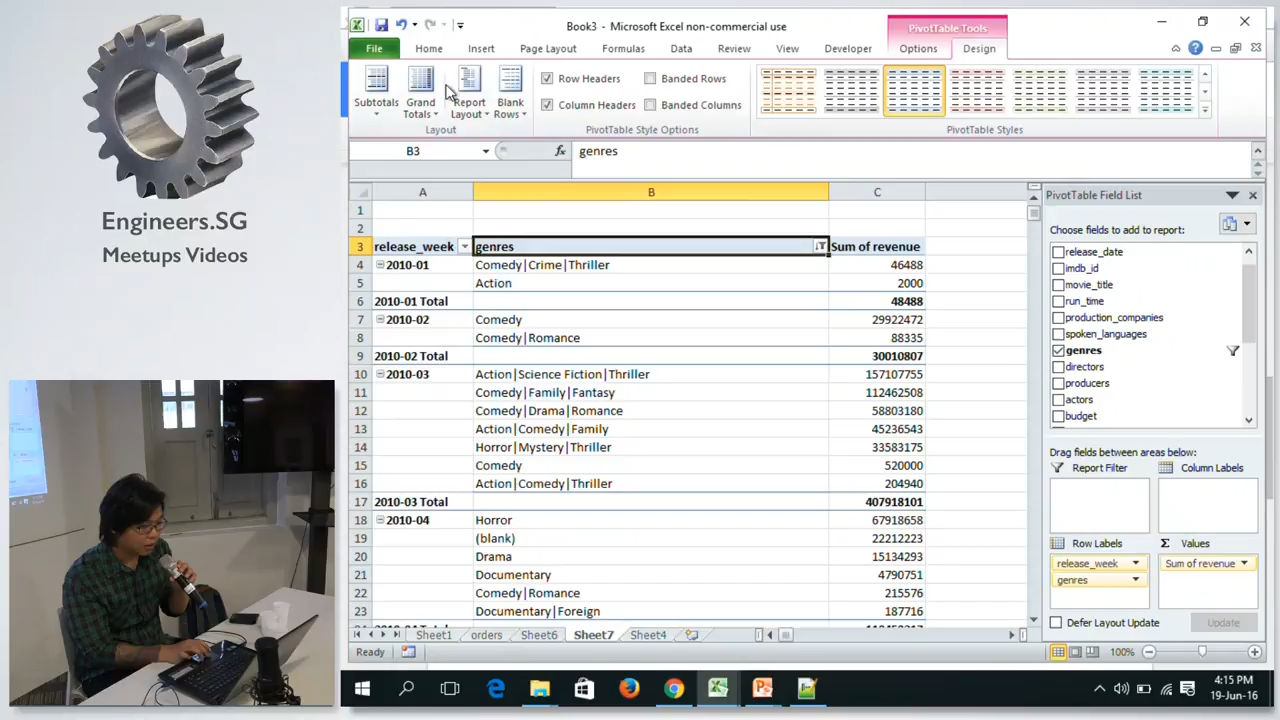 Engineers.SG
Meetups Videos
Book3 - Microsoft Excel non-commercial use
PivotTable Tools
File Home Insert Page Layout Formulas Data Review View Developer Options Design
Subtotals
Grand Totals
Report Layout
Blank Rows
Row Headers Banded Rows
Column Headers Banded Columns
Layout PivotTable Style Options PivotTable Styles
B3 fx genres
A B C
1
2
3 release_week genres Sum of revenue
4 2010-01 Comedy|Crime|Thriller 46488
5 Action 2000
6 2010-01 Total 48488
7 2010-02 Comedy 29922472
8 Comedy|Romance 88335
9 2010-02 Total 30010807
10 2010-03 Action|Science Fiction|Thriller 157107755
11 Comedy|Family|Fantasy 112462508
12 Comedy|Drama|Romance 58803180
13 Action|Comedy|Family 45236543
14 Horror|Mystery|Thriller 33583175
15 Comedy 520000
16 Action|Comedy|Thriller 204940
17 2010-03 Total 407918101
18 2010-04 Horror 67918658
19 (blank) 22212223
20 Drama 15134293
21 Documentary 4790751
22 Comedy|Romance 215576
23 Documentary|Foreign 187716
Sheet1 orders Sheet6 Sheet7 Sheet4
Ready 100%
PivotTable Field List
Choose fields to add to report:
release_date
imdb_id
movie_title
run_time
production_companies
spoken_languages
genres
directors
producers
actors
budget
Drag fields between areas below:
Report Filter Column Labels
Row Labels Σ Values
release_week Sum of revenue
genres
Defer Layout Update Update
4:15 PM
19-Jun-16